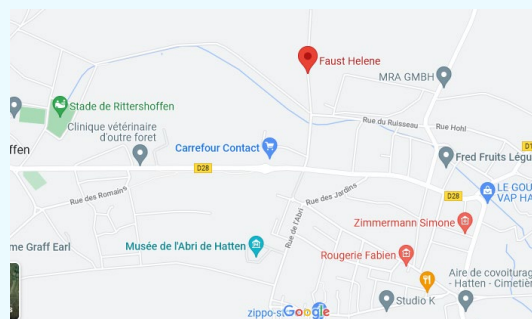 Faust Helene
MRA GMBH
Stade de Rittershoffen
Rue du Ruisseau
Rue Hohl
Clinique vétérinaire
d'outre foret
ffen
Carrefour Contact
Fred Fruits Légu
D1
D28
D28
LE GOU
VAP HA
Rue des Romains
Rue des Jardins
Zimmermann Simone
Rue de l'Abri
me Graff Earl
Musée de l'Abri de Hatten
Rougerie Fabien
Aire de covoiturag
- Hatten - Cimetiè
Studio K
zippo-s
Google